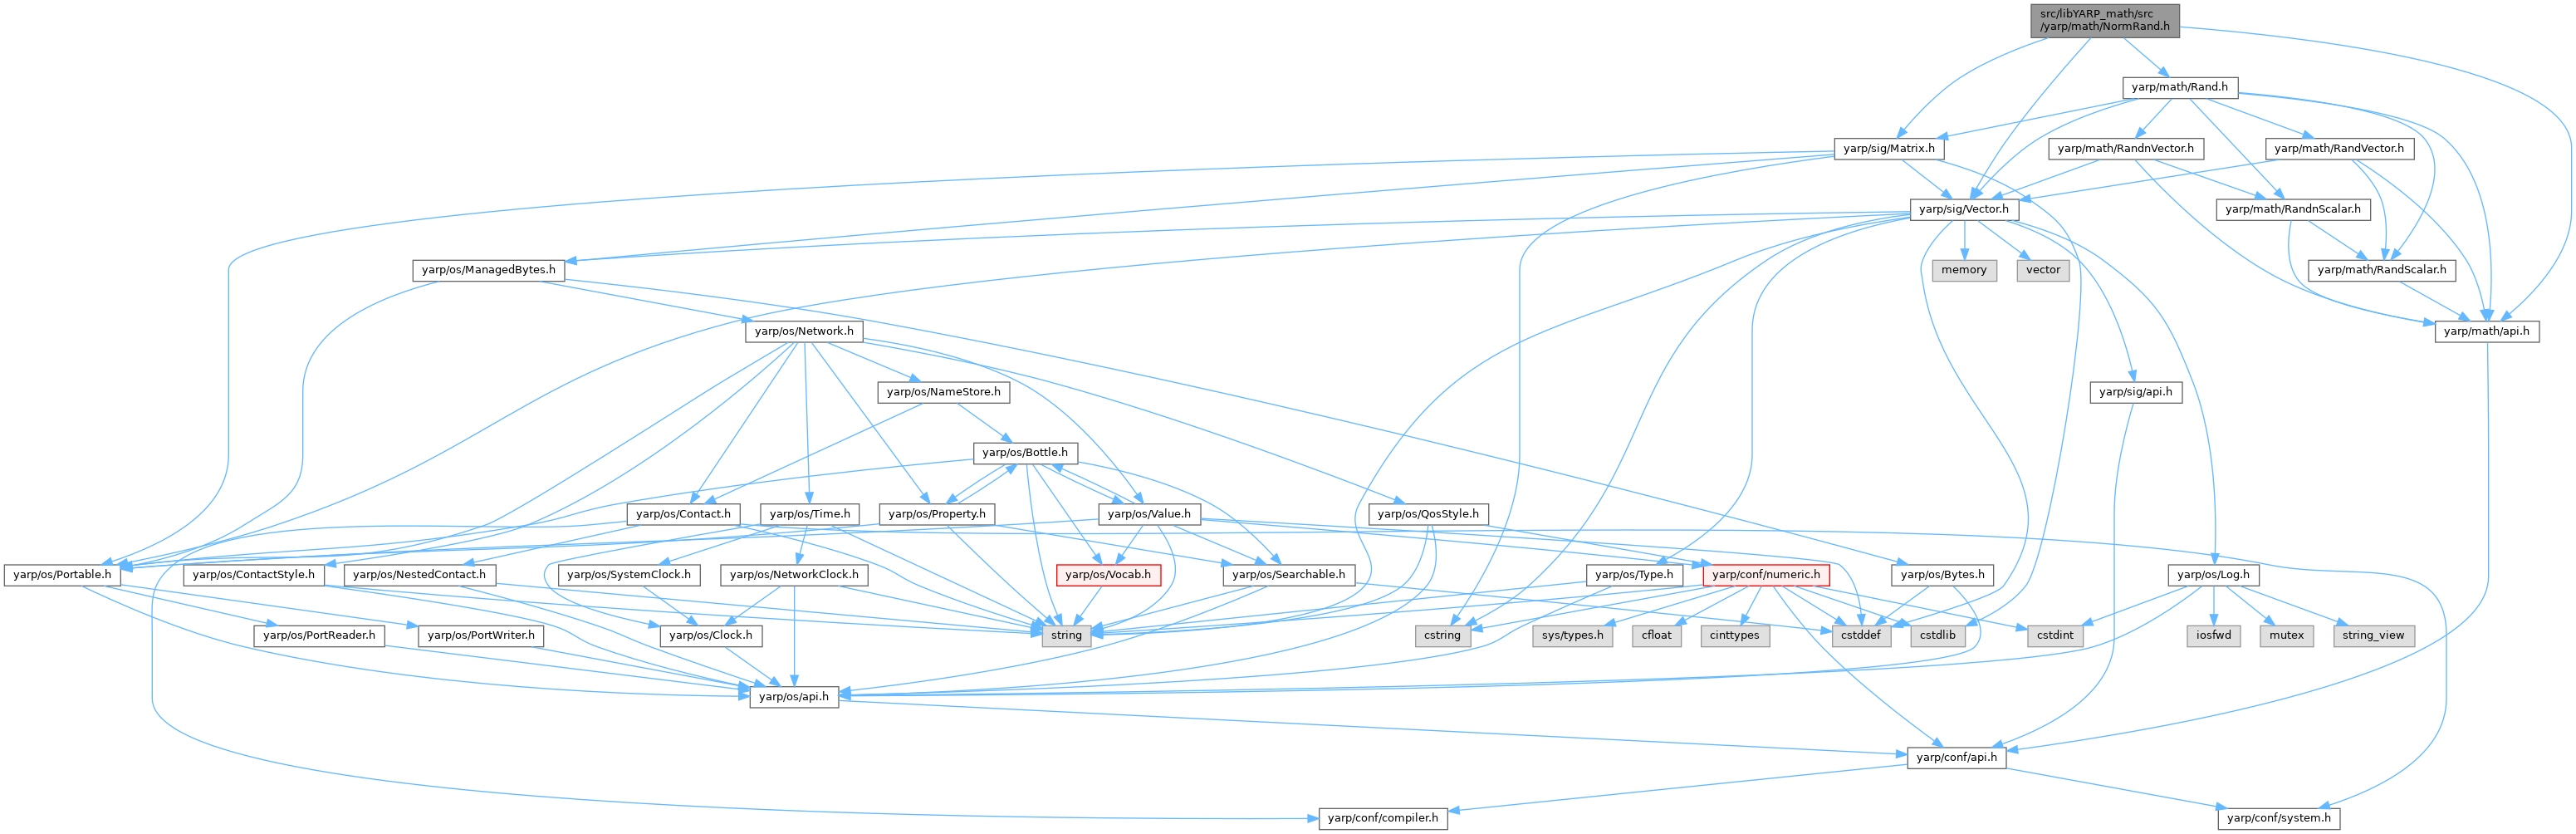 src/libYARP_math/src
/yarp/math/NormRand.h
yarp/math/Rand.h
yarp/sig/Matrix.h
yarp/math/RandnVector.h
yarp/math/RandVector.h
yarp/sig/Vector.h
yarp/math/RandnScalar.h
yarp/os/ManagedBytes.h
memory
vector
yarp/math/RandScalar.h
yarp/os/Network.h
yarp/math/api.h
yarp/os/NameStore.h
yarp/sig/api.h
yarp/os/Bottle.h
yarp/os/Contact.h
yarp/os/Time.h
yarp/os/Property.h
yarp/os/Value.h
yarp/os/QosStyle.h
yarp/os/Portable.h
yarp/os/ContactStyle.h
yarp/os/NestedContact.h
yarp/os/SystemClock.h
yarp/os/NetworkClock.h
yarp/os/Vocab.h
yarp/os/Searchable.h
yarp/os/Type.h
yarp/conf/numeric.h
yarp/os/Bytes.h
yarp/os/Log.h
yarp/os/PortReader.h
yarp/os/PortWriter.h
yarp/os/Clock.h
string
cstring
sys/types.h
cfloat
cinttypes
cstddef
cstdlib
cstdint
iosfwd
mutex
string_view
yarp/os/api.h
yarp/conf/api.h
yarp/conf/compiler.h
yarp/conf/system.h